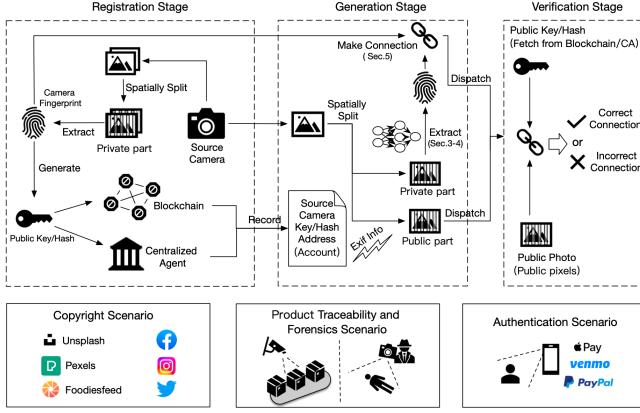 Registration Stage
Generation Stage
Verification Stage
Camera
Fingerprint
Spatially Split
Extract
Private part
Source
Camera
Generate
Public Key/Hash
Blockchain
Centralized
Agent
Record
Make Connection
(Sec.5)
Spatially
Split
Extract
(Sec.3-4)
Private part
Public part
Source
Camera
Key/Hash
Address
(Account)
Exif Info
Dispatch
Dispatch
Public Key/Hash
(Fetch from Blockchain/CA)
Correct
Connection
or
Incorrect
Connection
Public Photo
(Public pixels)
Copyright Scenario
Unsplash
Pexels
Foodiesfeed
Product Traceability and
Forensics Scenario
Authentication Scenario
Pay
venmo
PayPal